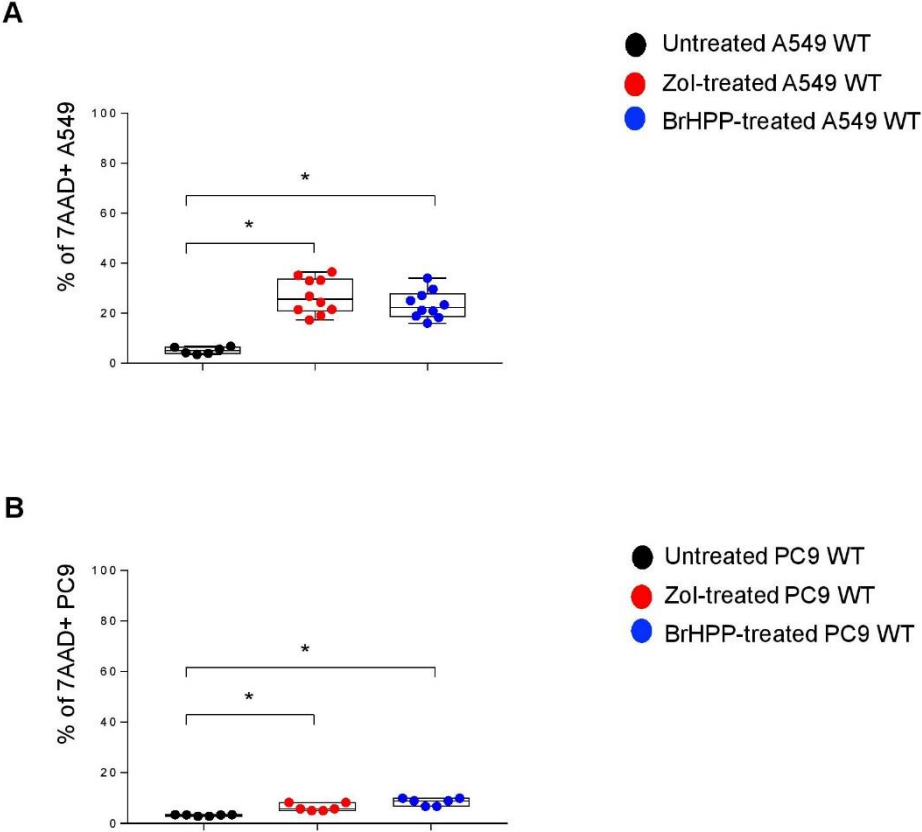 A
Untreated A549 WT
Zol-treated A549 WT
BrHPP-treated A549 WT
% of 7AAD+ A549
100
80
60
40
20
0
*
*
B
Untreated PC9 WT
Zol-treated PC9 WT
BrHPP-treated PC9 WT
% of 7AAD+ PC9
100
80
60
40
20
0
*
*